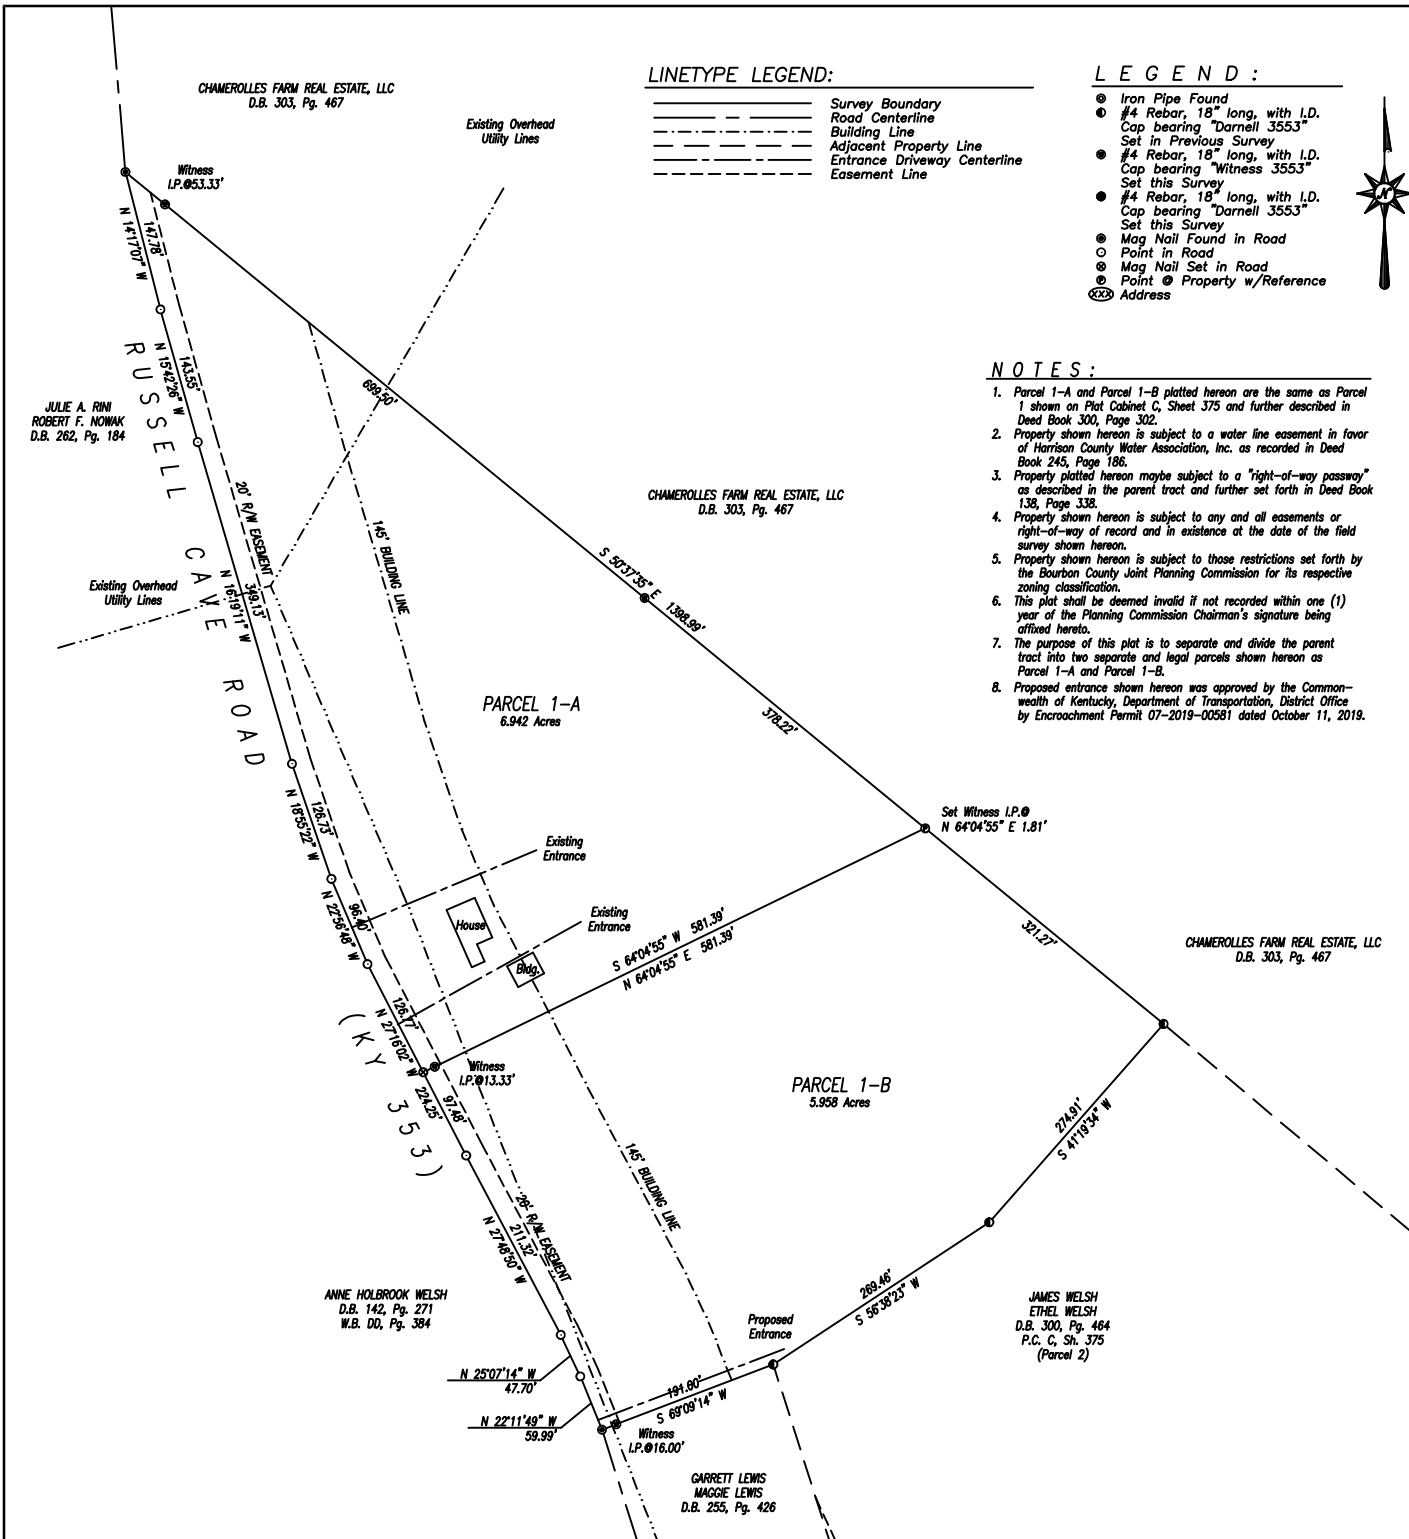 LINETYPE LEGEND:
Survey Boundary
Road Centerline
Building Line
Adjacent Property Line
Entrance Driveway Centerline
Easement Line
L E G E N D :
Iron Pipe Found
#4 Rebar, 18" long, with I.D.
Cap bearing "Darnell 3553"
Set in Previous Survey
#4 Rebar, 18" long, with I.D.
Cap bearing "Witness 3553"
Set this Survey
#4 Rebar, 18" long, with I.D.
Cap bearing "Darnell 3553"
Set this Survey
Mag Nail Found in Road
Point in Road
Mag Nail Set in Road
Point @ Property w/Reference
XXX Address
N
N O T E S :
1. Parcel 1-A and Parcel 1-B platted hereon are the same as Parcel
1 shown on Plat Cabinet C, Sheet 375 and further described in
Deed Book 300, Page 302.
2. Property shown hereon is subject to a water line easement in favor
of Harrison County Water Association, Inc. as recorded in Deed
Book 245, Page 186.
3. Property platted hereon maybe subject to a "right-of-way passway"
as described in the parent tract and further set forth in Deed Book
138, Page 338.
4. Property shown hereon is subject to any and all easements or
right-of-way of record and in existence at the date of the field
survey shown hereon.
5. Property shown hereon is subject to those restrictions set forth by
the Bourbon County Joint Planning Commission for its respective
zoning classification.
6. This plat shall be deemed invalid if not recorded within one (1)
year of the Planning Commission Chairman's signature being
affixed hereto.
7. The purpose of this plat is to separate and divide the parent
tract into two separate and legal parcels shown hereon as
Parcel 1-A and Parcel 1-B.
8. Proposed entrance shown hereon was approved by the Common-
wealth of Kentucky, Department of Transportation, District Office
by Encroachment Permit 07-2019-00581 dated October 11, 2019.
CHAMEROLLES FARM REAL ESTATE, LLC
D.B. 303, Pg. 467
Existing Overhead
Utility Lines
Witness
I.P.@53.33'
147.78'
N 14°17'07" W
143.55'
N 15°42'26" W
699.50'
JULIE A. RINI
ROBERT F. NOWAK
D.B. 262, Pg. 184
RUSSELL CAVE ROAD
20' R/W EASEMENT
145' BUILDING LINE
CHAMEROLLES FARM REAL ESTATE, LLC
D.B. 303, Pg. 467
Existing Overhead
Utility Lines
349.13'
N 16°19'11" W
S 50°37'35" E 1398.99'
PARCEL 1-A
6.942 Acres
378.22'
126.73'
N 18°55'22" W
Set Witness I.P.@
N 64°04'55" E 1.81'
Existing
Entrance
96.40'
N 22°56'48" W
House
Existing
Entrance
Bldg.
S 64°04'55" W 581.39'
N 64°04'55" E 581.39'
321.27'
CHAMEROLLES FARM REAL ESTATE, LLC
D.B. 303, Pg. 467
126.77'
N 27°16'02" W
224.25'
97.48'
Witness
I.P.@13.33'
(KY 353)
PARCEL 1-B
5.958 Acres
274.91'
S 41°19'34" W
145' BUILDING LINE
20' R/W EASEMENT
211.32'
N 27°48'50" W
ANNE HOLBROOK WELSH
D.B. 142, Pg. 271
W.B. DD, Pg. 384
269.46'
S 56°38'23" W
JAMES WELSH
ETHEL WELSH
D.B. 300, Pg. 464
P.C. C, Sh. 375
(Parcel 2)
Proposed
Entrance
N 25°07'14" W
47.70'
191.80'
S 69°09'14" W
N 22°11'49" W
59.99'
Witness
I.P.@16.00'
GARRETT LEWIS
MAGGIE LEWIS
D.B. 255, Pg. 426